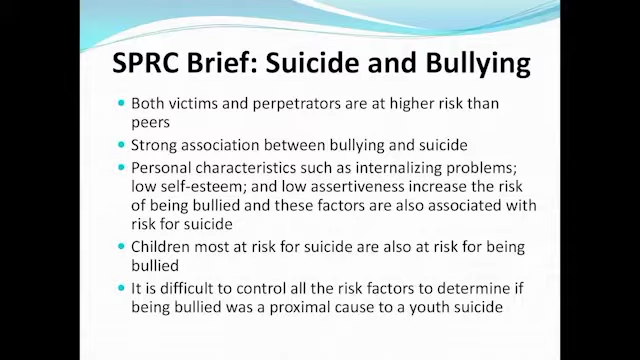 SPRC Brief: Suicide and Bullying
• Both victims and perpetrators are at higher risk than
peers
• Strong association between bullying and suicide
• Personal characteristics such as internalizing problems;
low self-esteem; and low assertiveness increase the risk
of being bullied and these factors are also associated with
risk for suicide
• Children most at risk for suicide are also at risk for being
bullied
• It is difficult to control all the risk factors to determine if
being bullied was a proximal cause to a youth suicide